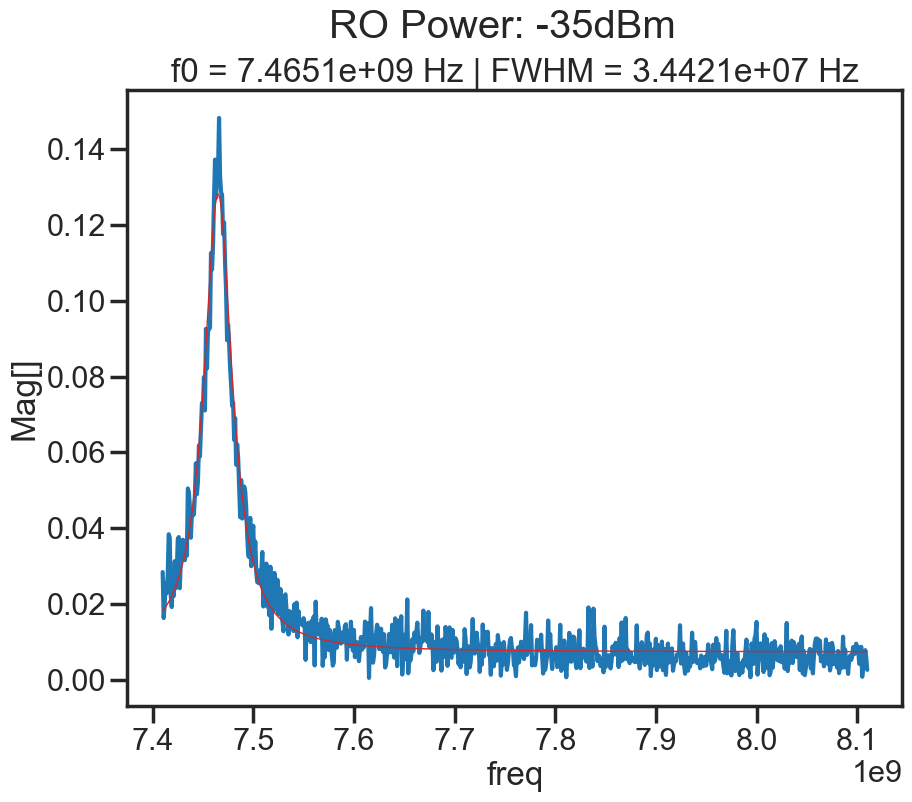 RO Power: -35dBm
f0 = 7.4651e+09 Hz | FWHM = 3.4421e+07 Hz
Mag[]
0.14
0.12
0.10
0.08
0.06
0.04
0.02
0.00
7.4 7.5 7.6 7.7 7.8 7.9 8.0 8.1
freq
1e9